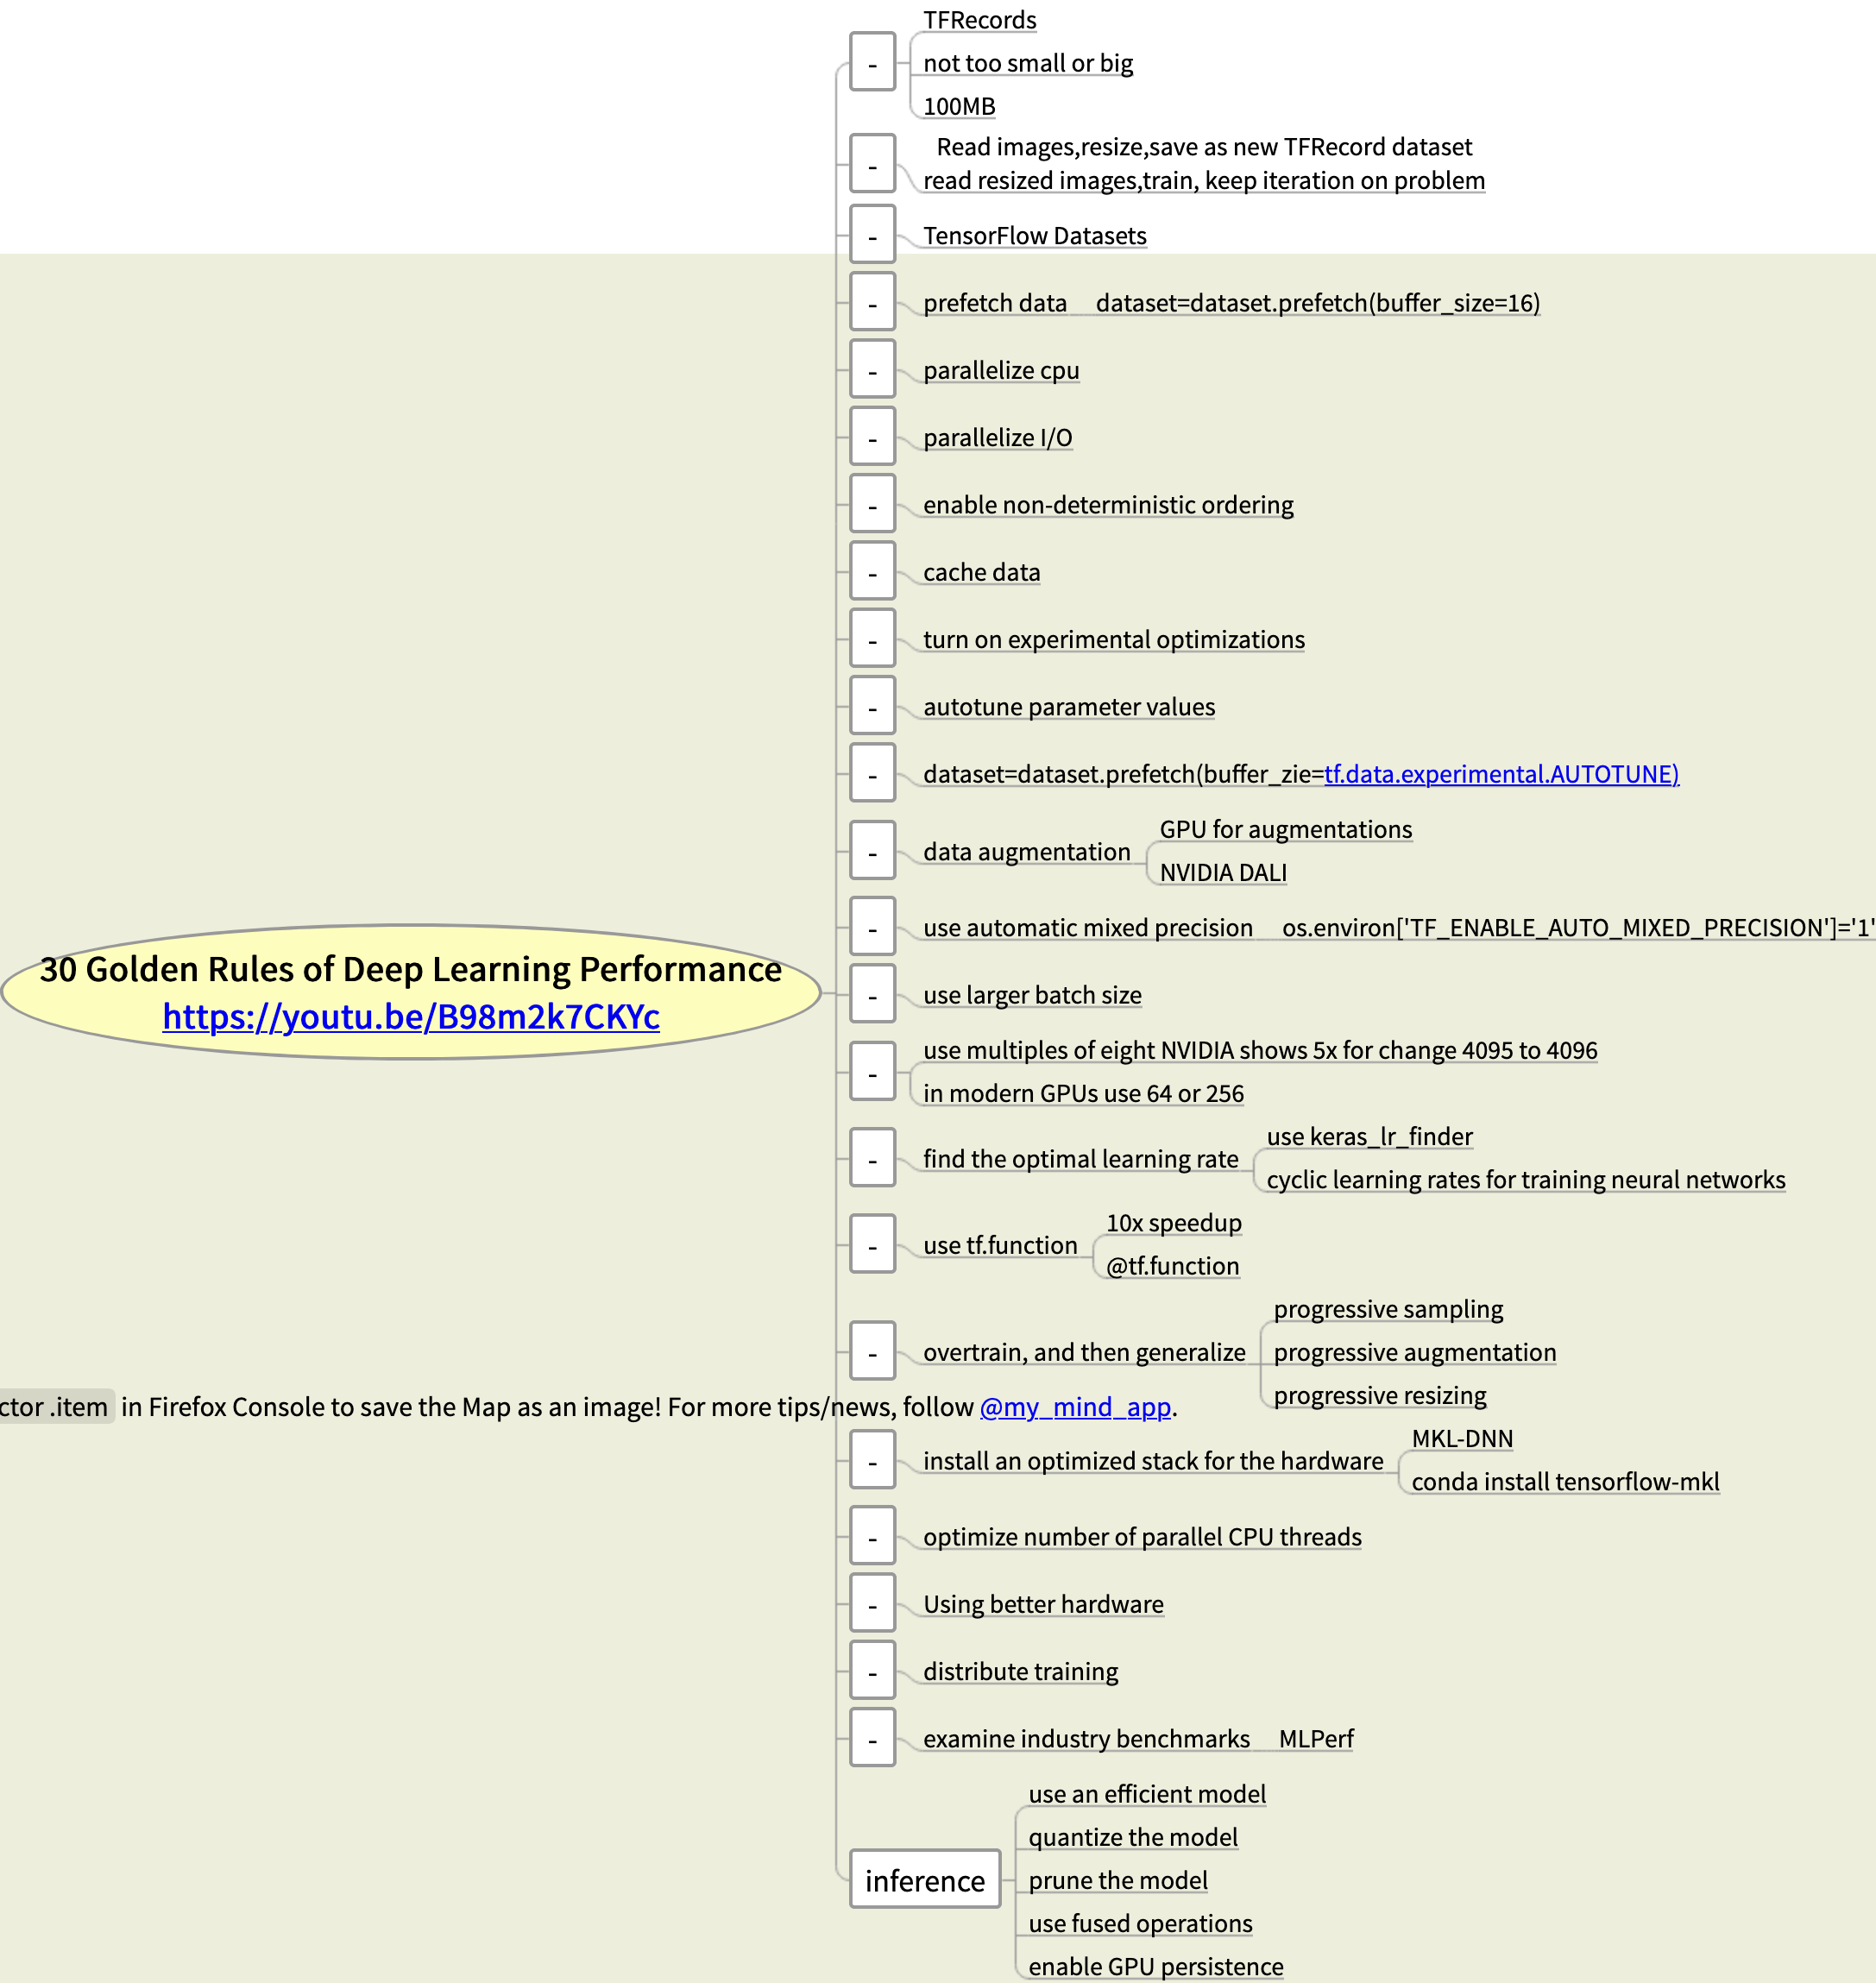 TFRecords
-
not too small or big
100MB
-
Read images,resize,save as new TFRecord dataset
read resized images,train, keep iteration on problem
-
TensorFlow Datasets
-
prefetch data
dataset=dataset.prefetch(buffer_size=16)
-
parallelize cpu
-
parallelize I/O
-
enable non-deterministic ordering
-
cache data
-
turn on experimental optimizations
-
autotune parameter values
-
dataset=dataset.prefetch(buffer_zie=tf.data.experimental.AUTOTUNE)
-
data augmentation
GPU for augmentations
NVIDIA DALI
-
use automatic mixed precision
os.environ['TF_ENABLE_AUTO_MIXED_PRECISION']='1'
30 Golden Rules of Deep Learning Performance
https://youtu.be/B98m2k7CKYc
-
use larger batch size
-
use multiples of eight NVIDIA shows 5x for change 4095 to 4096
in modern GPUs use 64 or 256
-
find the optimal learning rate
use keras_lr_finder
cyclic learning rates for training neural networks
-
use tf.function
10x speedup
@tf.function
-
overtrain, and then generalize
progressive sampling
progressive augmentation
progressive resizing
ctor .item in Firefox Console to save the Map as an image! For more tips/news, follow @my_mind_app.
-
install an optimized stack for the hardware
MKL-DNN
conda install tensorflow-mkl
-
optimize number of parallel CPU threads
-
Using better hardware
-
distribute training
-
examine industry benchmarks
MLPerf
inference
use an efficient model
quantize the model
prune the model
use fused operations
enable GPU persistence